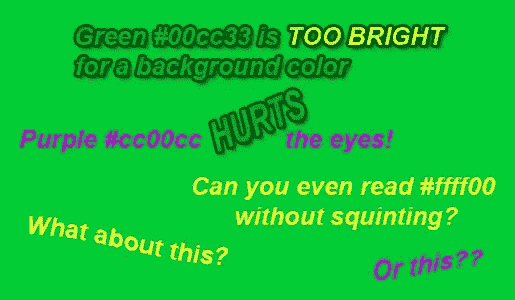 Green #00cc33 is TOO BRIGHT
for a background color
Purple #cc00cc HURTS the eyes!
Can you even read #ffff00
without squinting?
What about this?
Or this??